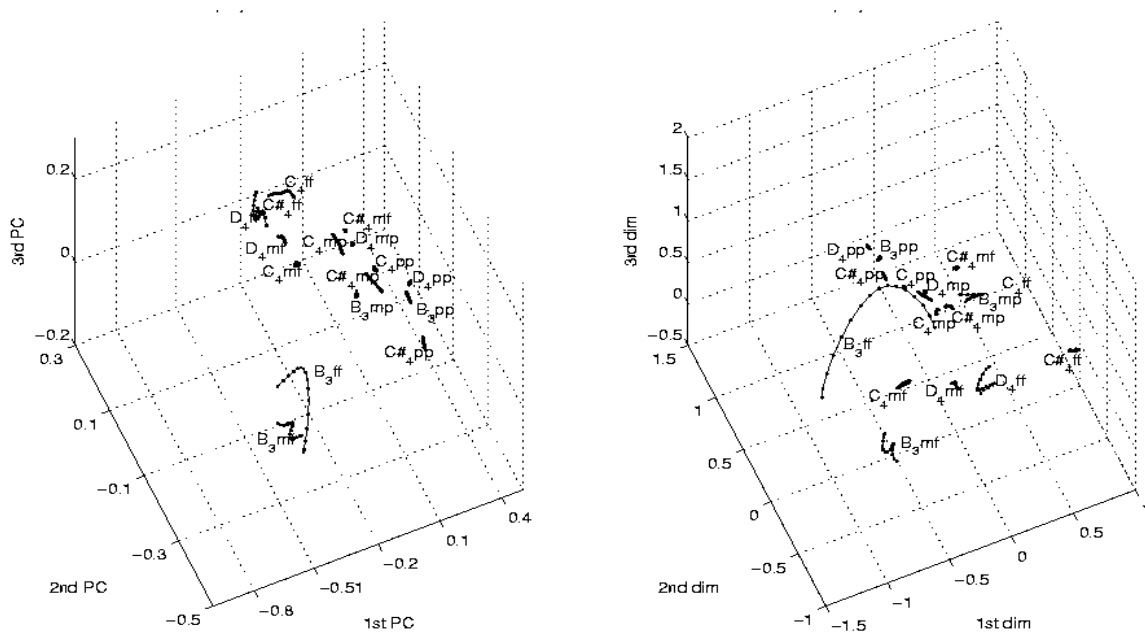 C₄ff
C#₄ff
D₄ff
C#₄mf
D₄mf
C₄mp
D₄mp
C₄mf
C₄pp
C#₄mp
D₄pp
B₃mp
B₃pp
C#₄pp
B₃ff
B₃mf
3rd PC
0.2
0
−0.2
0.3
0.1
−0.1
−0.3
−0.5
2nd PC
−0.8
−0.51
−0.2
0.1
0.4
1st PC
D₄pp
B₃pp
C#₄mf
C#₄pp
C₄pp
D₄mp
C₄ff
B₃mp
C₄mp
C#₄mp
B₃ff
C#₄ff
C₄mf
D₄mf
D₄ff
B₃mf
3rd dim
2
1.5
1
0.5
0
−0.5
1.5
1
0.5
0
−0.5
−1
2nd dim
−1.5
−1
−0.5
0
0.5
1st dim